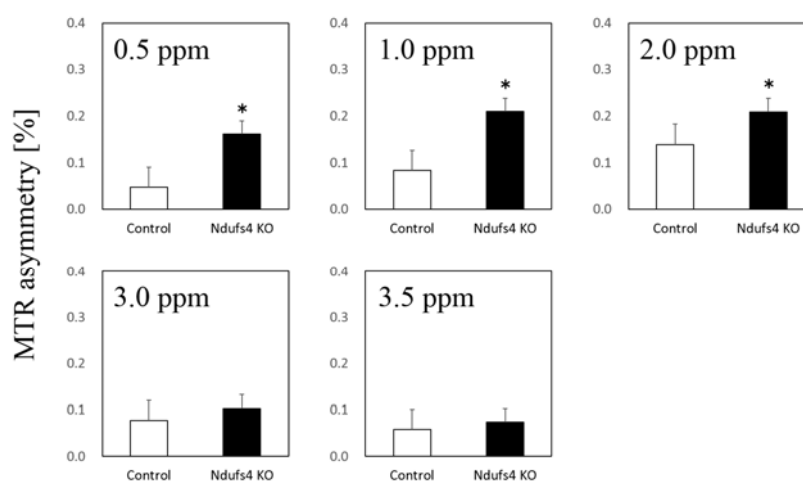 MTR asymmetry [%]
0.4
0.3
0.2
0.1
0.0
0.5 ppm
*
Control
Ndufs4 KO
0.4
0.3
0.2
0.1
0.0
1.0 ppm
*
Control
Ndufs4 KO
0.4
0.3
0.2
0.1
0.0
2.0 ppm
*
Control
Ndufs4 KO
0.4
0.3
0.2
0.1
0.0
3.0 ppm
Control
Ndufs4 KO
0.4
0.3
0.2
0.1
0.0
3.5 ppm
Control
Ndufs4 KO